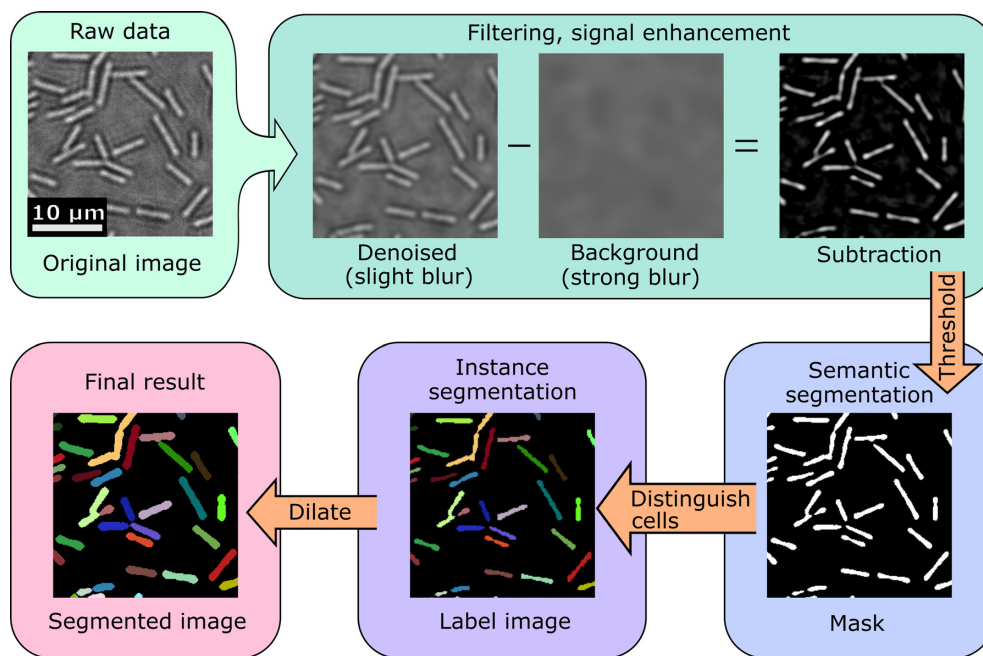 Raw data
10 μm
Original image
Filtering, signal enhancement
−
=
Denoised
(slight blur)
Background
(strong blur)
Subtraction
Threshold
Semantic
segmentation
Mask
Distinguish
cells
Instance
segmentation
Label image
Dilate
Final result
Segmented image